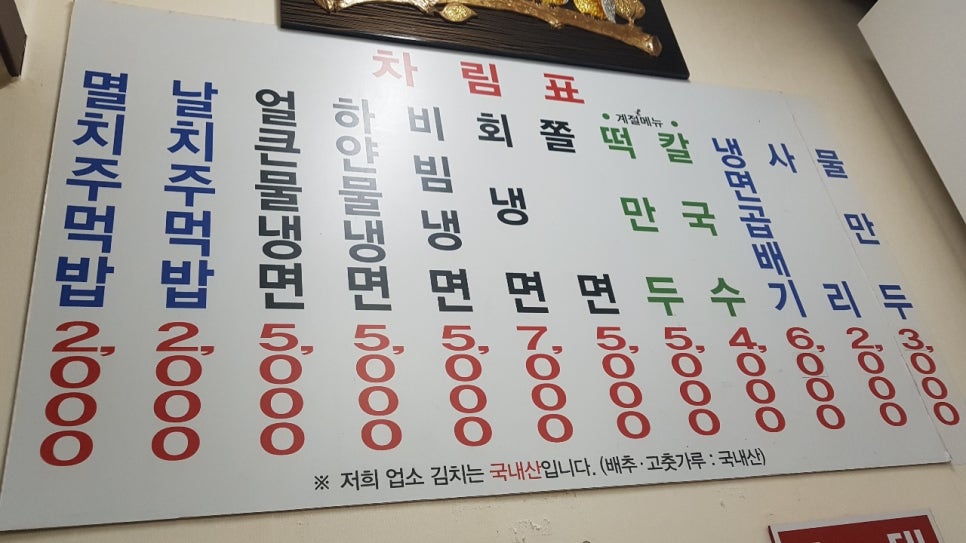 차림표
멸치주먹밥 2,000
날치주먹밥 2,000
얼큰물냉면 5,000
하얀물냉면 5,000
비빔냉면 5,000
회냉면 7,000
쫄면 5,000
계절메뉴
떡만두 5,000
칼국수 4,000
냉면곱배기 6,000
사리 2,000
물만두 3,000
※ 저희 업소 김치는 국내산입니다. (배추·고춧가루 : 국내산)